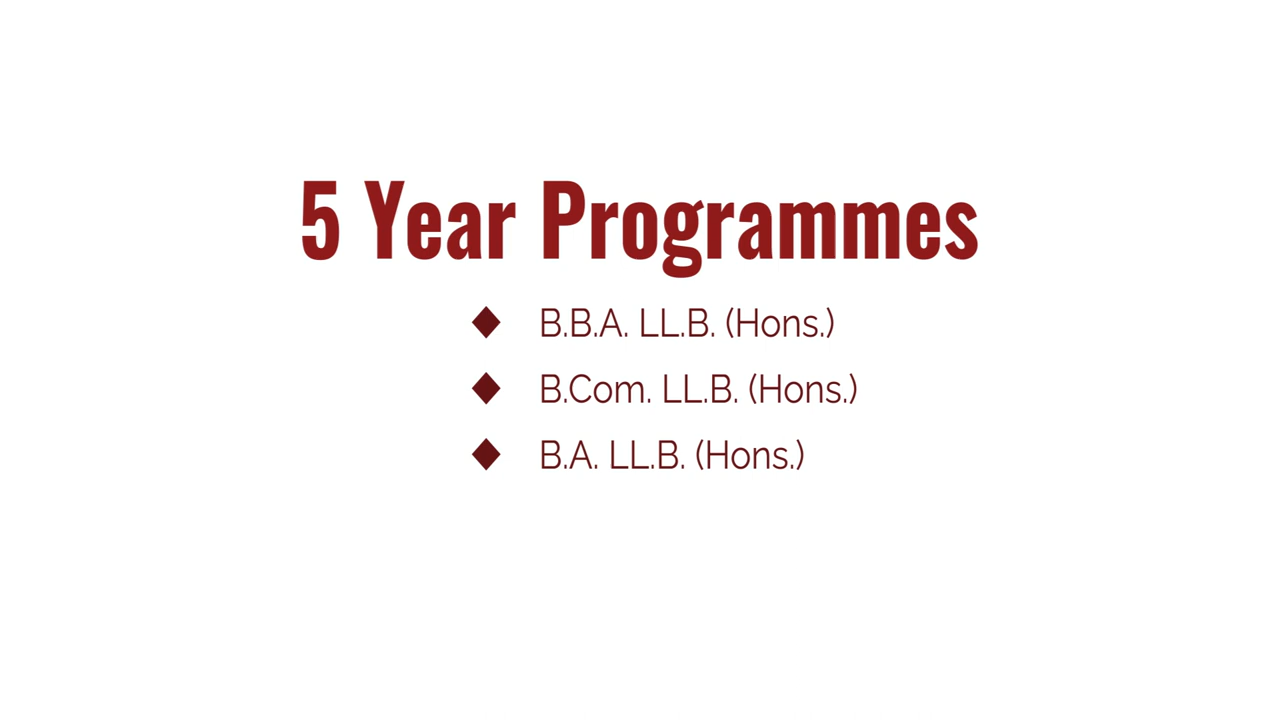 5 Year Programmes
◆ B.B.A. LL.B. (Hons.)
◆ B.Com. LL.B. (Hons.)
◆ B.A. LL.B. (Hons.)